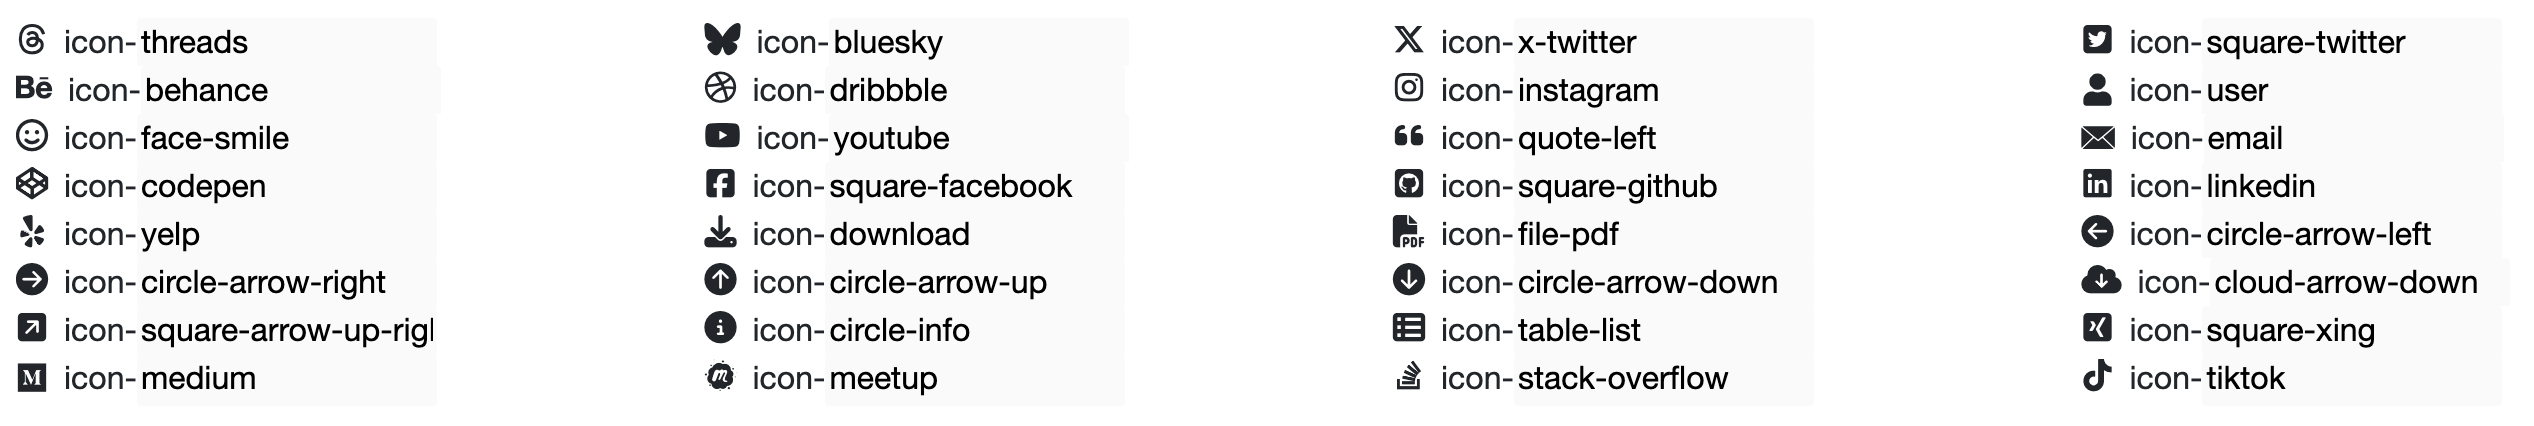 icon-threads
icon-bluesky
icon-x-twitter
icon-square-twitter
Bē icon-behance
icon-dribbble
icon-instagram
icon-user
icon-face-smile
icon-youtube
icon-quote-left
icon-email
icon-codepen
icon-square-facebook
icon-square-github
in icon-linkedin
icon-yelp
icon-download
PDF icon-file-pdf
icon-circle-arrow-left
icon-circle-arrow-right
icon-circle-arrow-up
icon-circle-arrow-down
icon-cloud-arrow-down
icon-square-arrow-up-rig
icon-circle-info
icon-table-list
icon-square-xing
M icon-medium
m icon-meetup
icon-stack-overflow
icon-tiktok